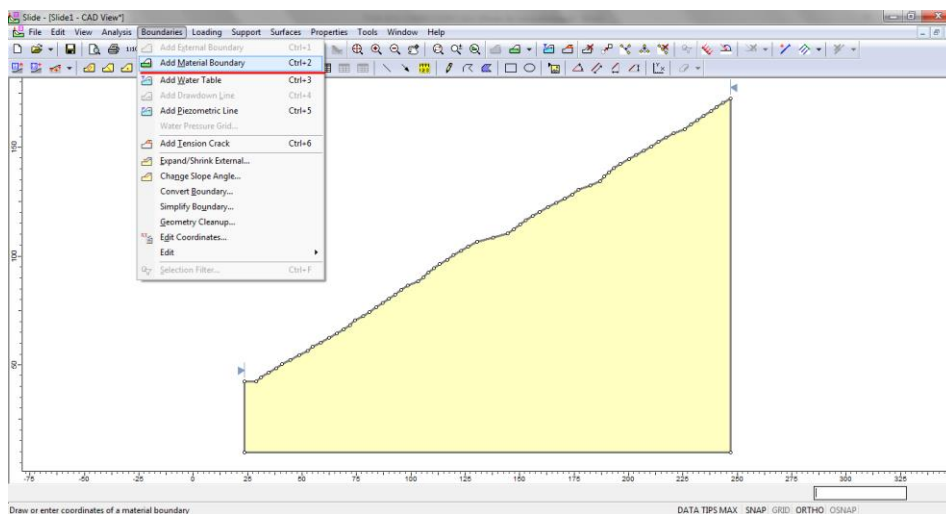 Slide - [Slide1 - CAD View*]
File Edit View Analysis Boundaries Loading Support Surfaces Properties Tools Window Help
Add External Boundary Ctrl+1
Add Material Boundary Ctrl+2
Add Water Table Ctrl+3
Add Drawdown Line Ctrl+4
Add Piezometric Line Ctrl+5
Water Pressure Grid...
Add Tension Crack Ctrl+6
Expand/Shrink External...
Change Slope Angle...
Convert Boundary...
Simplify Boundary...
Geometry Cleanup...
Edit Coordinates...
Edit
Selection Filter... Ctrl+F
150
100
50
-75 -50 -25 0 25 50 75 100 125 150 175 200 225 250 275 300 325
Draw or enter coordinates of a material boundary DATA TIPS MAX SNAP GRID ORTHO OSNAP